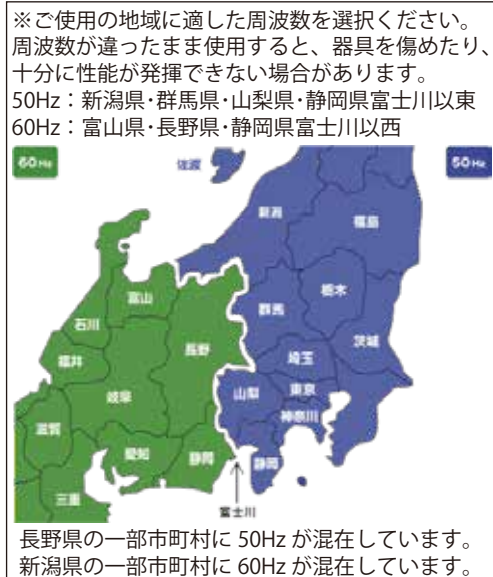 ※ご使用の地域に適した周波数を選択ください。
周波数が違ったまま使用すると、器具を傷めたり、
十分に性能が発揮できない場合があります。
50Hz：新潟県･群馬県･山梨県･静岡県富士川以東
60Hz：富山県･長野県･静岡県富士川以西
60Hz
佐渡
50Hz
新潟
福島
富山
群馬
栃木
石川
長野
茨城
福井
埼玉
岐阜
山梨
東京
神奈川
滋賀
愛知
静岡
静岡
三重
富士川
長野県の一部市町村に 50Hz が混在しています。
新潟県の一部市町村に 60Hz が混在しています。